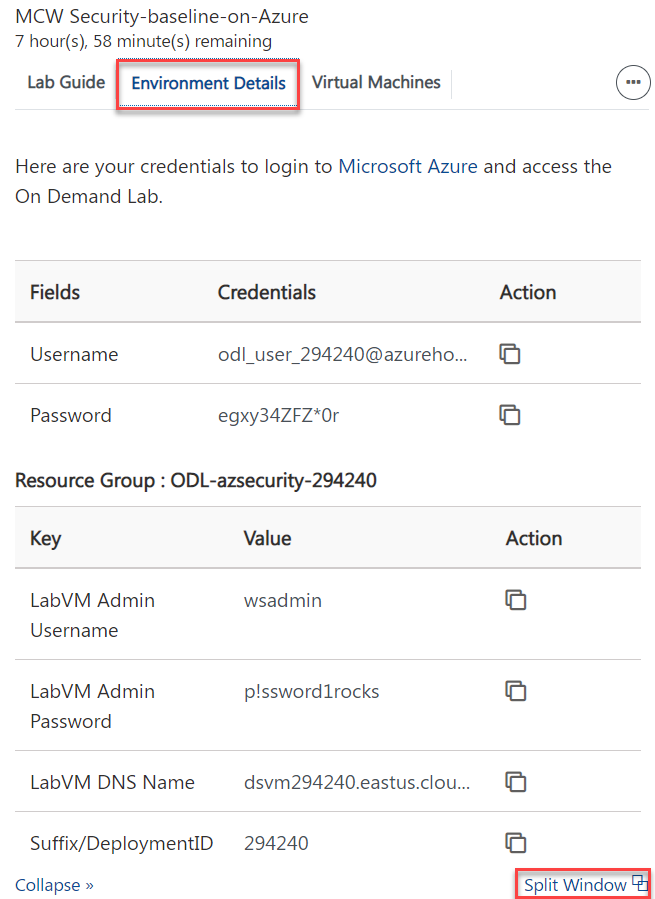 MCW Security-baseline-on-Azure
7 hour(s), 58 minute(s) remaining
Lab Guide Environment Details Virtual Machines
Here are your credentials to login to Microsoft Azure and access the
On Demand Lab.
Fields Credentials Action
Username odl_user_294240@azureho...
Password egxy34ZFZ*0r
Resource Group : ODL-azsecurity-294240
Key Value Action
LabVM Admin wsadmin
Username
LabVM Admin p!ssword1rocks
Password
LabVM DNS Name dsvm294240.eastus.clou...
Suffix/DeploymentID 294240
Collapse » Split Window